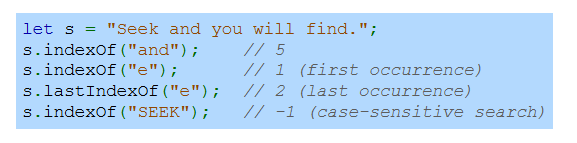 let s = "Seek and you will find.";
s.indexOf("and");    // 5
s.indexOf("e");      // 1 (first occurrence)
s.lastIndexOf("e");  // 2 (last occurrence)
s.indexOf("SEEK");   // -1 (case-sensitive search)